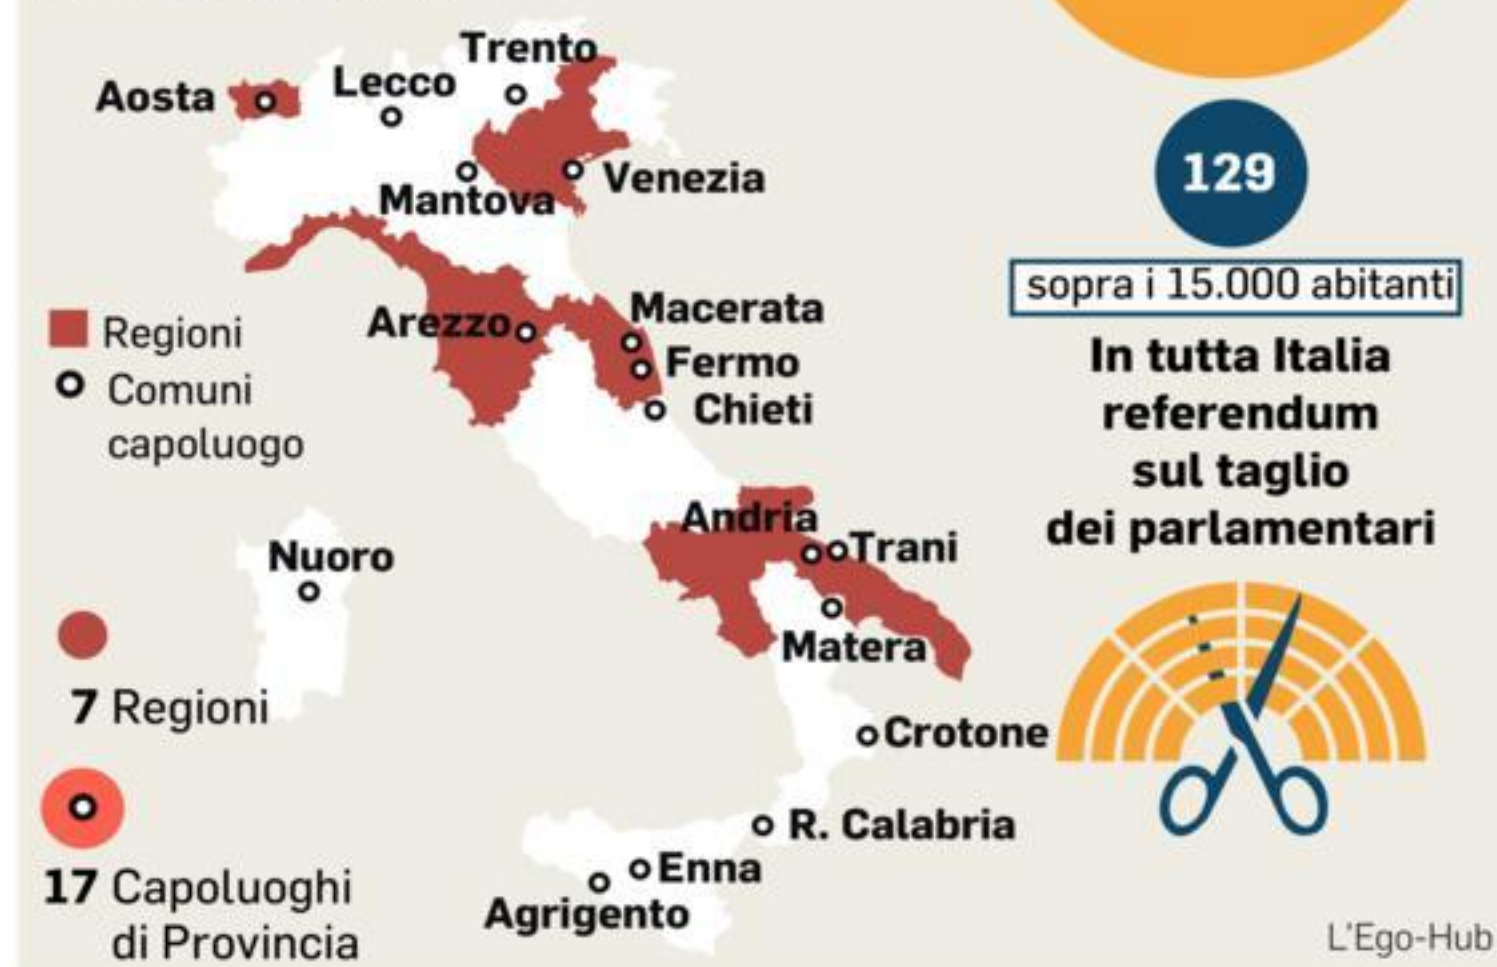 Trento
Aosta
Lecco
Mantova
Venezia
129
sopra i 15.000 abitanti
Regioni
Comuni
capoluogo
Arezzo
Macerata
Fermo
Chieti
In tutta Italia
referendum
sul taglio
dei parlamentari
Andria
Trani
Nuoro
Matera
7 Regioni
Crotone
R. Calabria
Enna
Agrigento
17 Capoluoghi
di Provincia
L'Ego-Hub